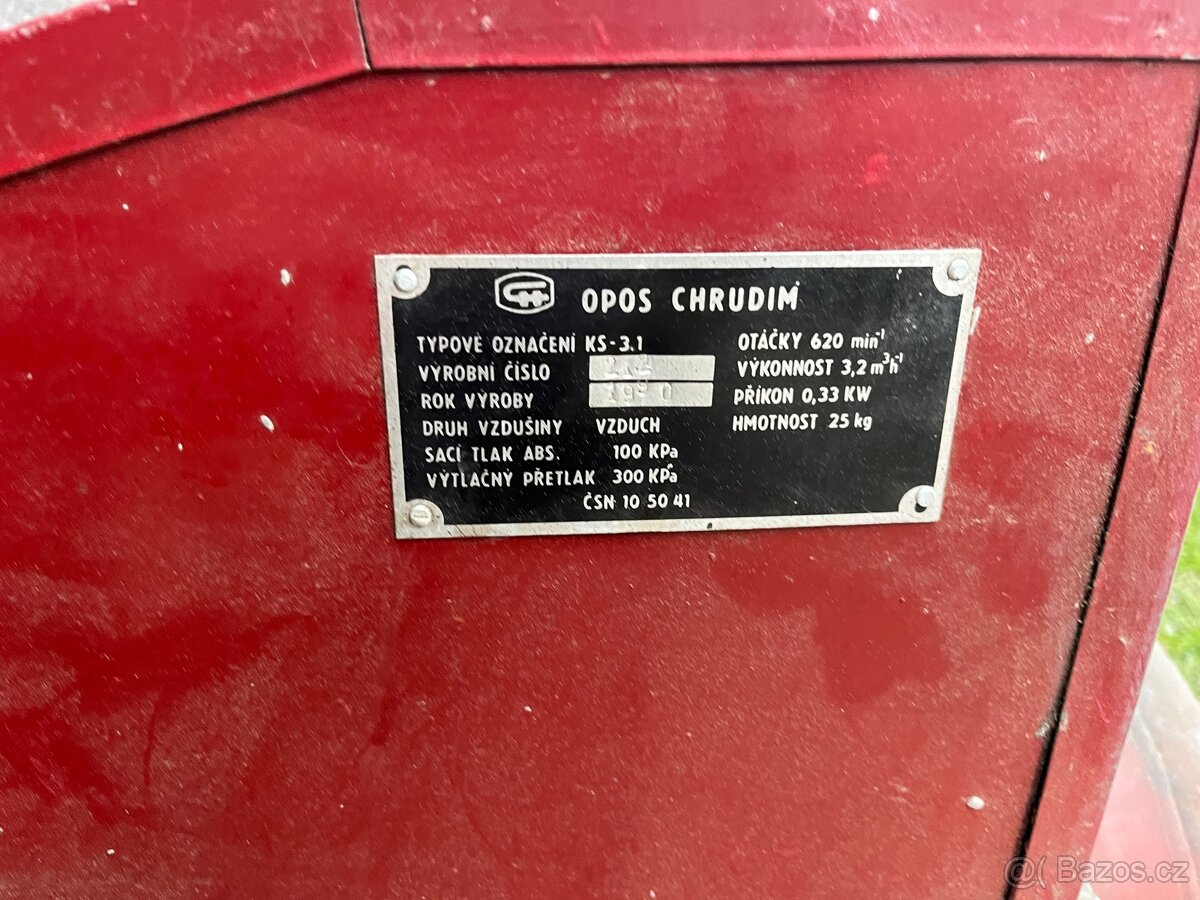 OPOS CHRUDIM
TYPOVÉ OZNAČENÍ KS-3.1
VÝROBNÍ ČÍSLO
ROK VÝROBY
DRUH VZDUŠINY VZDUCH
SACÍ TLAK ABS. 100 KPa
VÝTLAČNÝ PŘETLAK 300 KPa
ČSN 10 50 41
OTÁČKY 620 min⁻¹
VÝKONNOST 3,2 m³h⁻¹
PŘÍKON 0,33 KW
HMOTNOST 25 kg
Bazos.cz